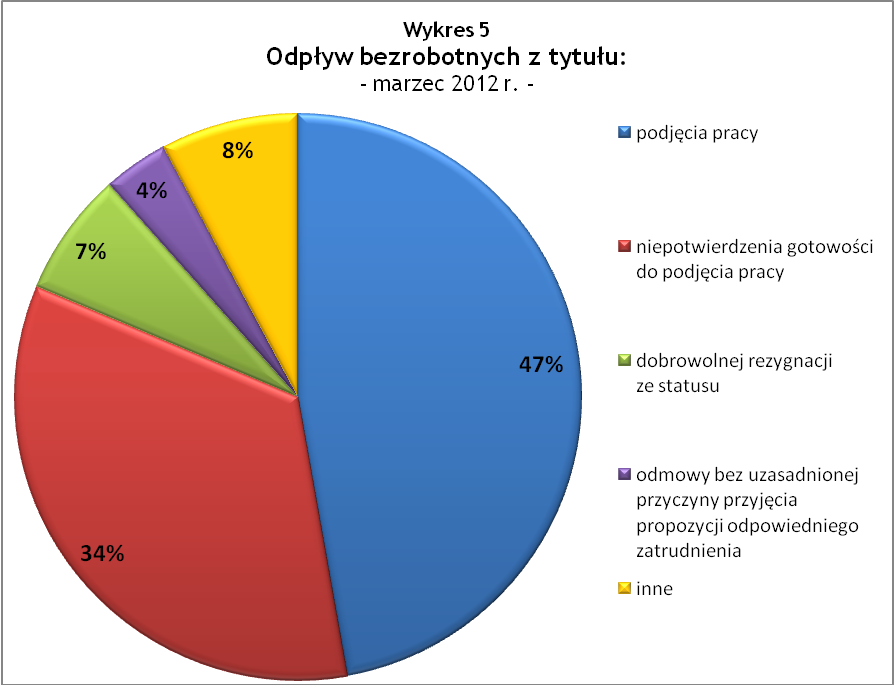 Wykres 5
Odpływ bezrobotnych z tytułu:
- marzec 2012 r. -
8%
4%
7%
47%
34%
podjęcia pracy
niepotwierdzenia gotowości
do podjęcia pracy
dobrowolnej rezygnacji
ze statusu
odmowy bez uzasadnionej
przyczyny przyjęcia
propozycji odpowiedniego
zatrudnienia
inne